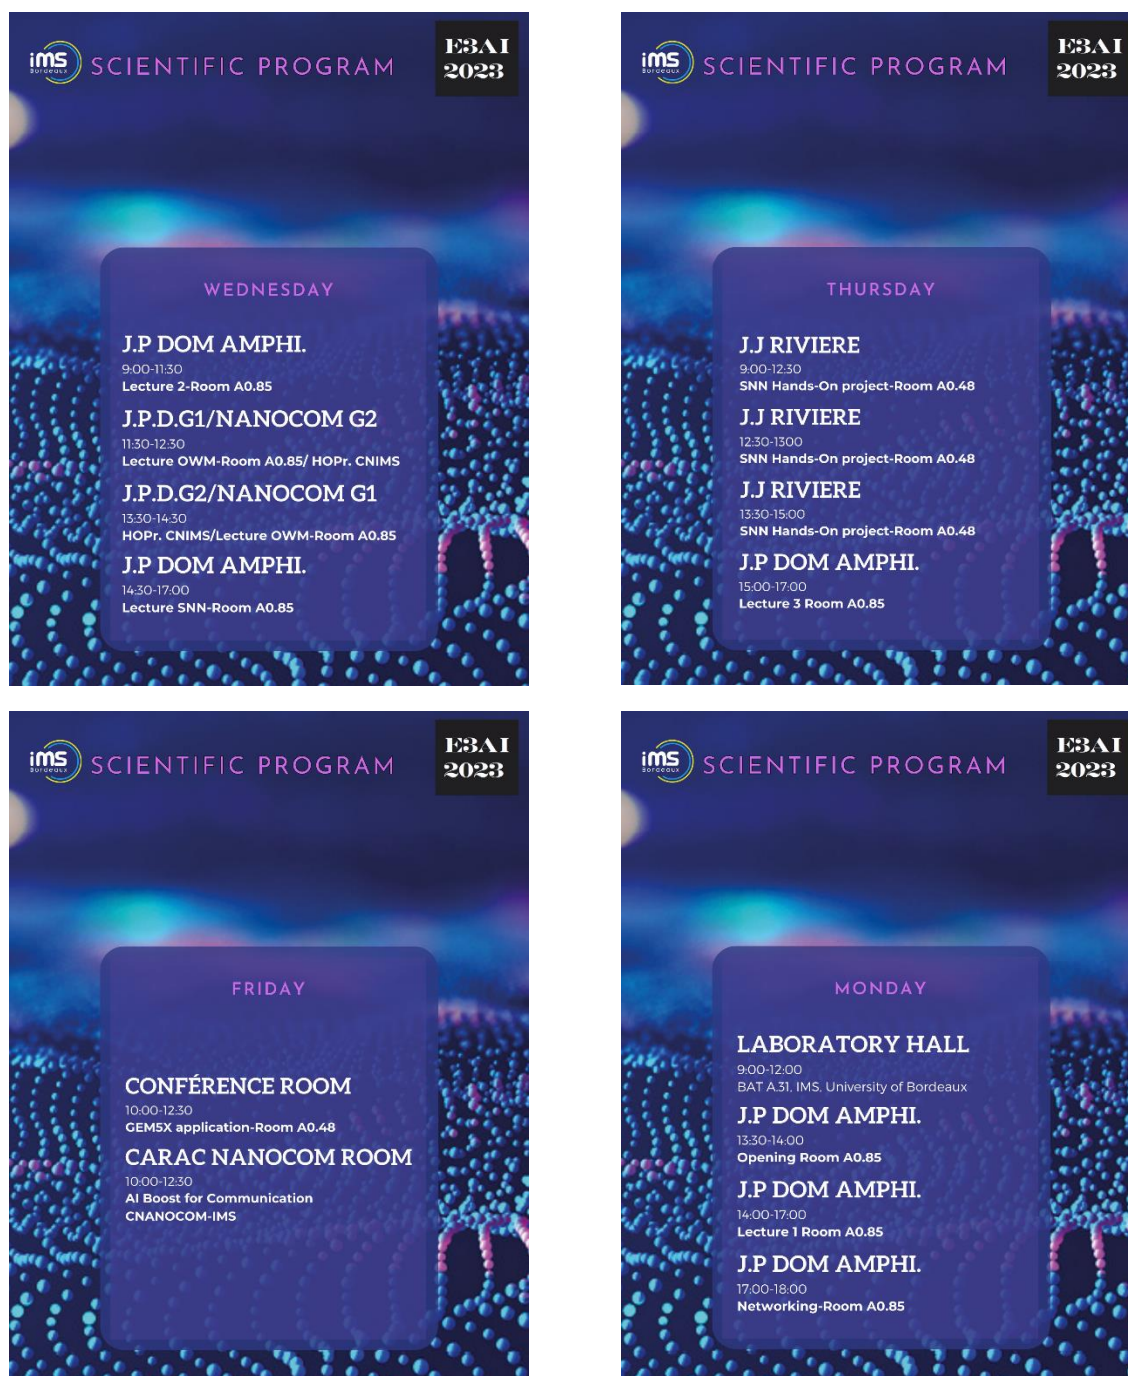 ims
Bordeaux
SCIENTIFIC PROGRAM
E3AI
2023
WEDNESDAY
J.P DOM AMPHI.
9:00-11:30
Lecture 2-Room A0.85
J.P.D.G1/NANOCOM G2
11:30-12:30
Lecture OWM-Room A0.85/ HOPr. CNIMS
J.P.D.G2/NANOCOM G1
13:30-14:30
HOPr. CNIMS/Lecture OWM-Room A0.85
J.P DOM AMPHI.
14:30-17:00
Lecture SNN-Room A0.85
ims
Bordeaux
SCIENTIFIC PROGRAM
E3AI
2023
THURSDAY
J.J RIVIERE
9:00-12:30
SNN Hands-On project-Room A0.48
J.J RIVIERE
12:30-1300
SNN Hands-On project-Room A0.48
J.J RIVIERE
13:30-15:00
SNN Hands-On project-Room A0.48
J.P DOM AMPHI.
15:00-17:00
Lecture 3 Room A0.85
ims
Bordeaux
SCIENTIFIC PROGRAM
E3AI
2023
FRIDAY
CONFÉRENCE ROOM
10:00-12:30
GEM5X application-Room A0.48
CARAC NANOCOM ROOM
10:00-12:30
AI Boost for Communication
CNANOCOM-IMS
ims
Bordeaux
SCIENTIFIC PROGRAM
E3AI
2023
MONDAY
LABORATORY HALL
9:00-12:00
BAT A.31, IMS, University of Bordeaux
J.P DOM AMPHI.
13:30-14:00
Opening Room A0.85
J.P DOM AMPHI.
14:00-17:00
Lecture 1 Room A0.85
J.P DOM AMPHI.
17:00-18:00
Networking-Room A0.85